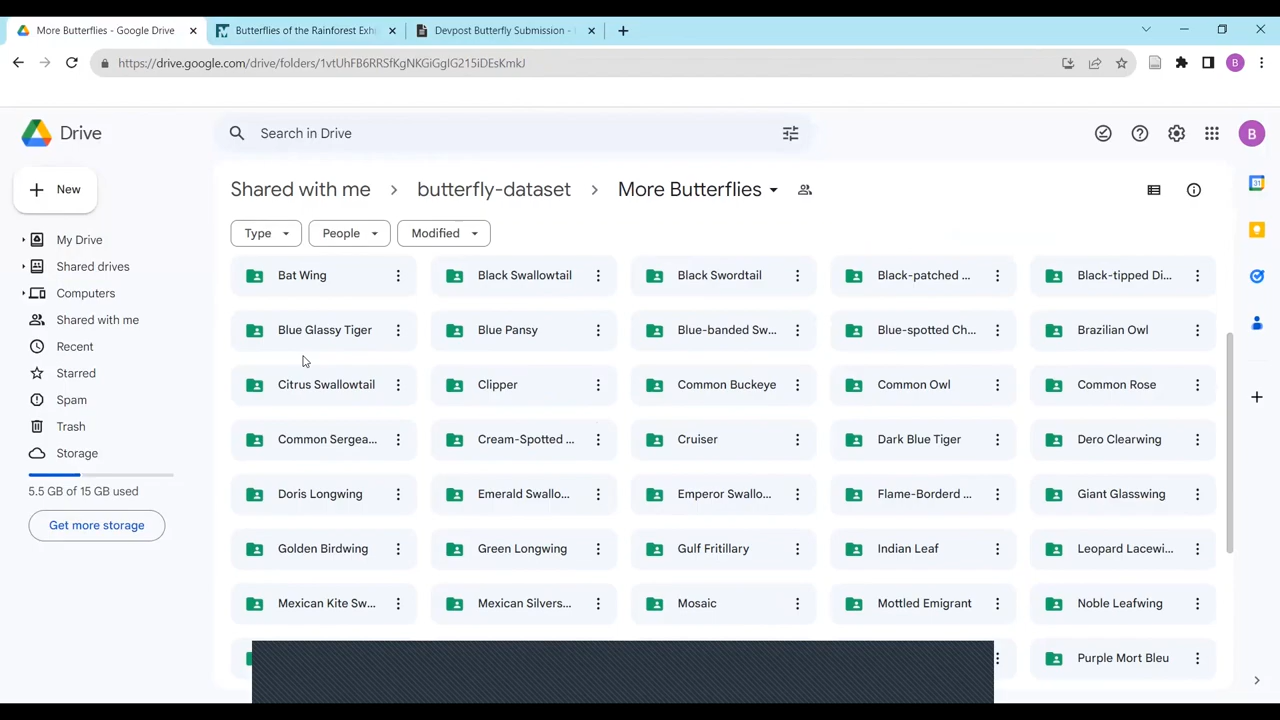 More Butterflies - Google Drive
Butterflies of the Rainforest Exhi
Devpost Butterfly Submission -
https://drive.google.com/drive/folders/1vtUhFB6RRSfKgNKGiGgIG215iDEsKmkJ
B
Drive
Search in Drive
B
New
Shared with me > butterfly-dataset > More Butterflies
31
Type
People
Modified
My Drive
Shared drives
Computers
Shared with me
Recent
Starred
Spam
Trash
Storage
5.5 GB of 15 GB used
Get more storage
Bat Wing
Black Swallowtail
Black Swordtail
Black-patched ...
Black-tipped Di...
Blue Glassy Tiger
Blue Pansy
Blue-banded Sw...
Blue-spotted Ch...
Brazilian Owl
Citrus Swallowtail
Clipper
Common Buckeye
Common Owl
Common Rose
Common Sergea...
Cream-Spotted ...
Cruiser
Dark Blue Tiger
Dero Clearwing
Doris Longwing
Emerald Swallo...
Emperor Swallo...
Flame-Borderd ...
Giant Glasswing
Golden Birdwing
Green Longwing
Gulf Fritillary
Indian Leaf
Leopard Lacewi...
Mexican Kite Sw...
Mexican Silvers...
Mosaic
Mottled Emigrant
Noble Leafwing
Purple Mort Bleu